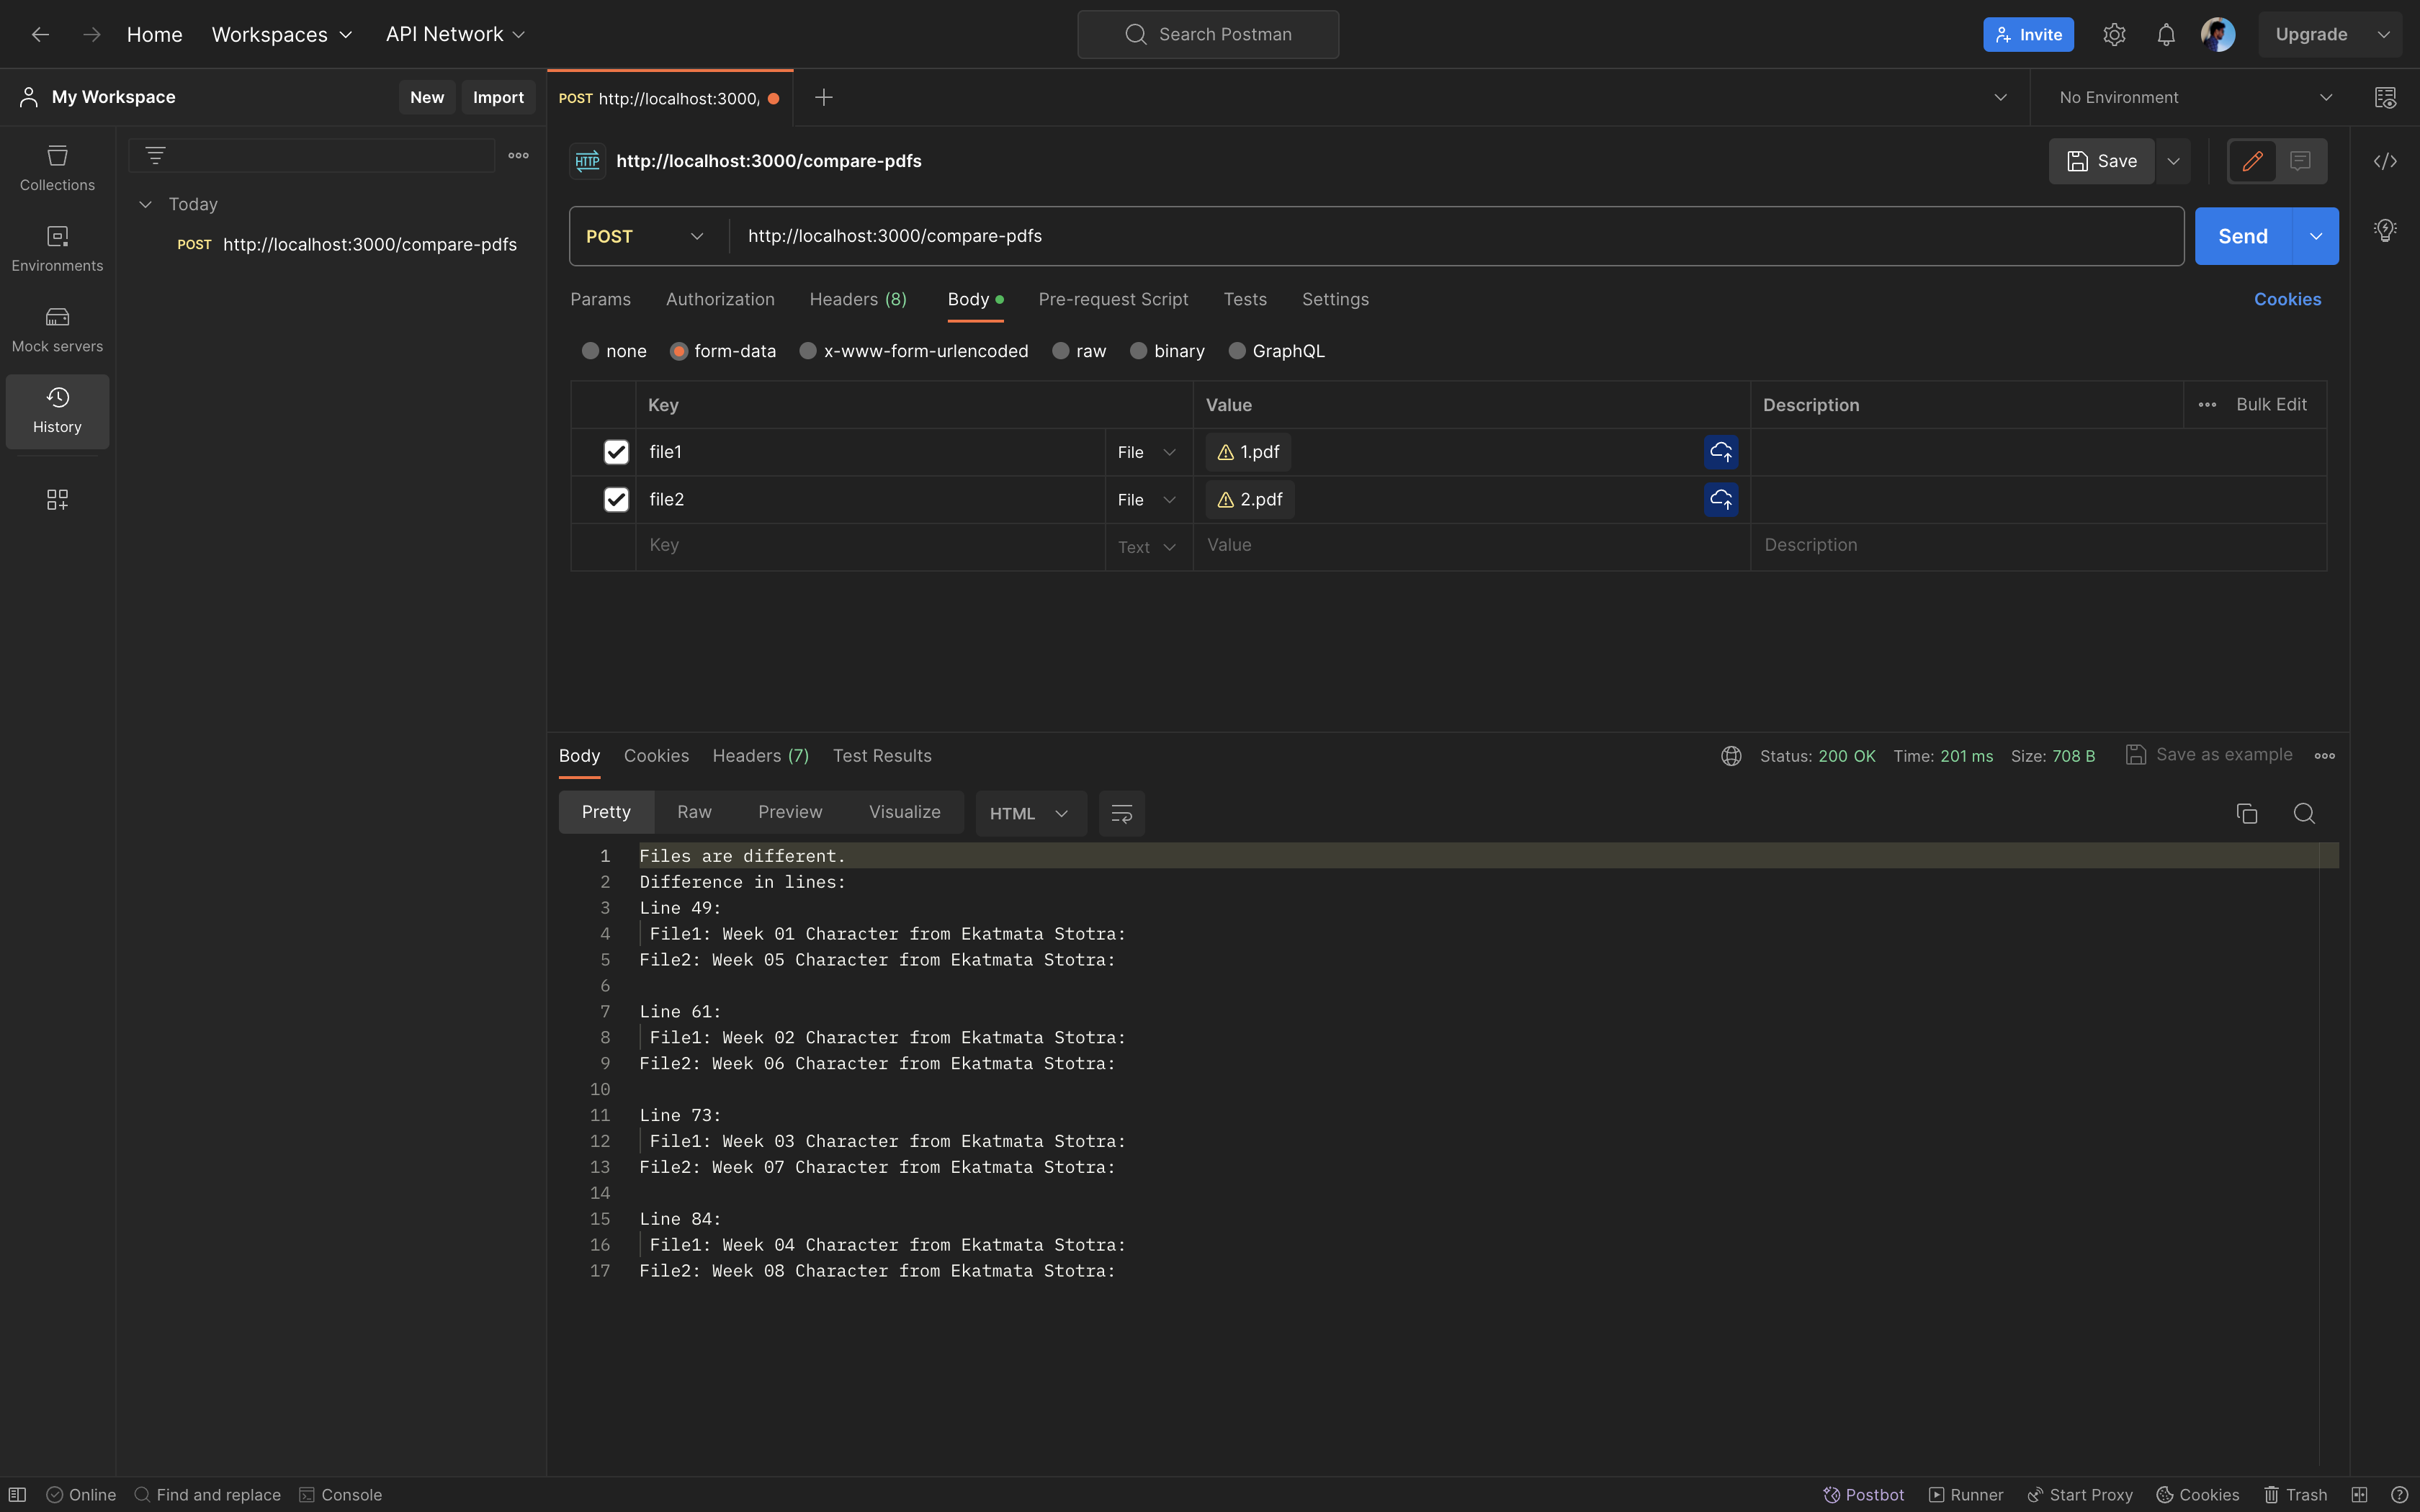 Home Workspaces API Network Search Postman Invite Upgrade
My Workspace New Import POST http://localhost:3000/ No Environment
Collections
Environments
Mock servers
History
Today
POST http://localhost:3000/compare-pdfs
HTTP http://localhost:3000/compare-pdfs Save
POST http://localhost:3000/compare-pdfs Send
Params Authorization Headers (8) Body Pre-request Script Tests Settings Cookies
none form-data x-www-form-urlencoded raw binary GraphQL
Key Value Description Bulk Edit
file1 File 1.pdf
file2 File 2.pdf
Key Text Value Description
Body Cookies Headers (7) Test Results Status: 200 OK Time: 201 ms Size: 708 B Save as example
Pretty Raw Preview Visualize HTML
1 Files are different.
2 Difference in lines:
3 Line 49:
4 File1: Week 01 Character from Ekatmata Stotra:
5 File2: Week 05 Character from Ekatmata Stotra:
6
7 Line 61:
8 File1: Week 02 Character from Ekatmata Stotra:
9 File2: Week 06 Character from Ekatmata Stotra:
10
11 Line 73:
12 File1: Week 03 Character from Ekatmata Stotra:
13 File2: Week 07 Character from Ekatmata Stotra:
14
15 Line 84:
16 File1: Week 04 Character from Ekatmata Stotra:
17 File2: Week 08 Character from Ekatmata Stotra:
Online Find and replace Console Postbot Runner Start Proxy Cookies Trash